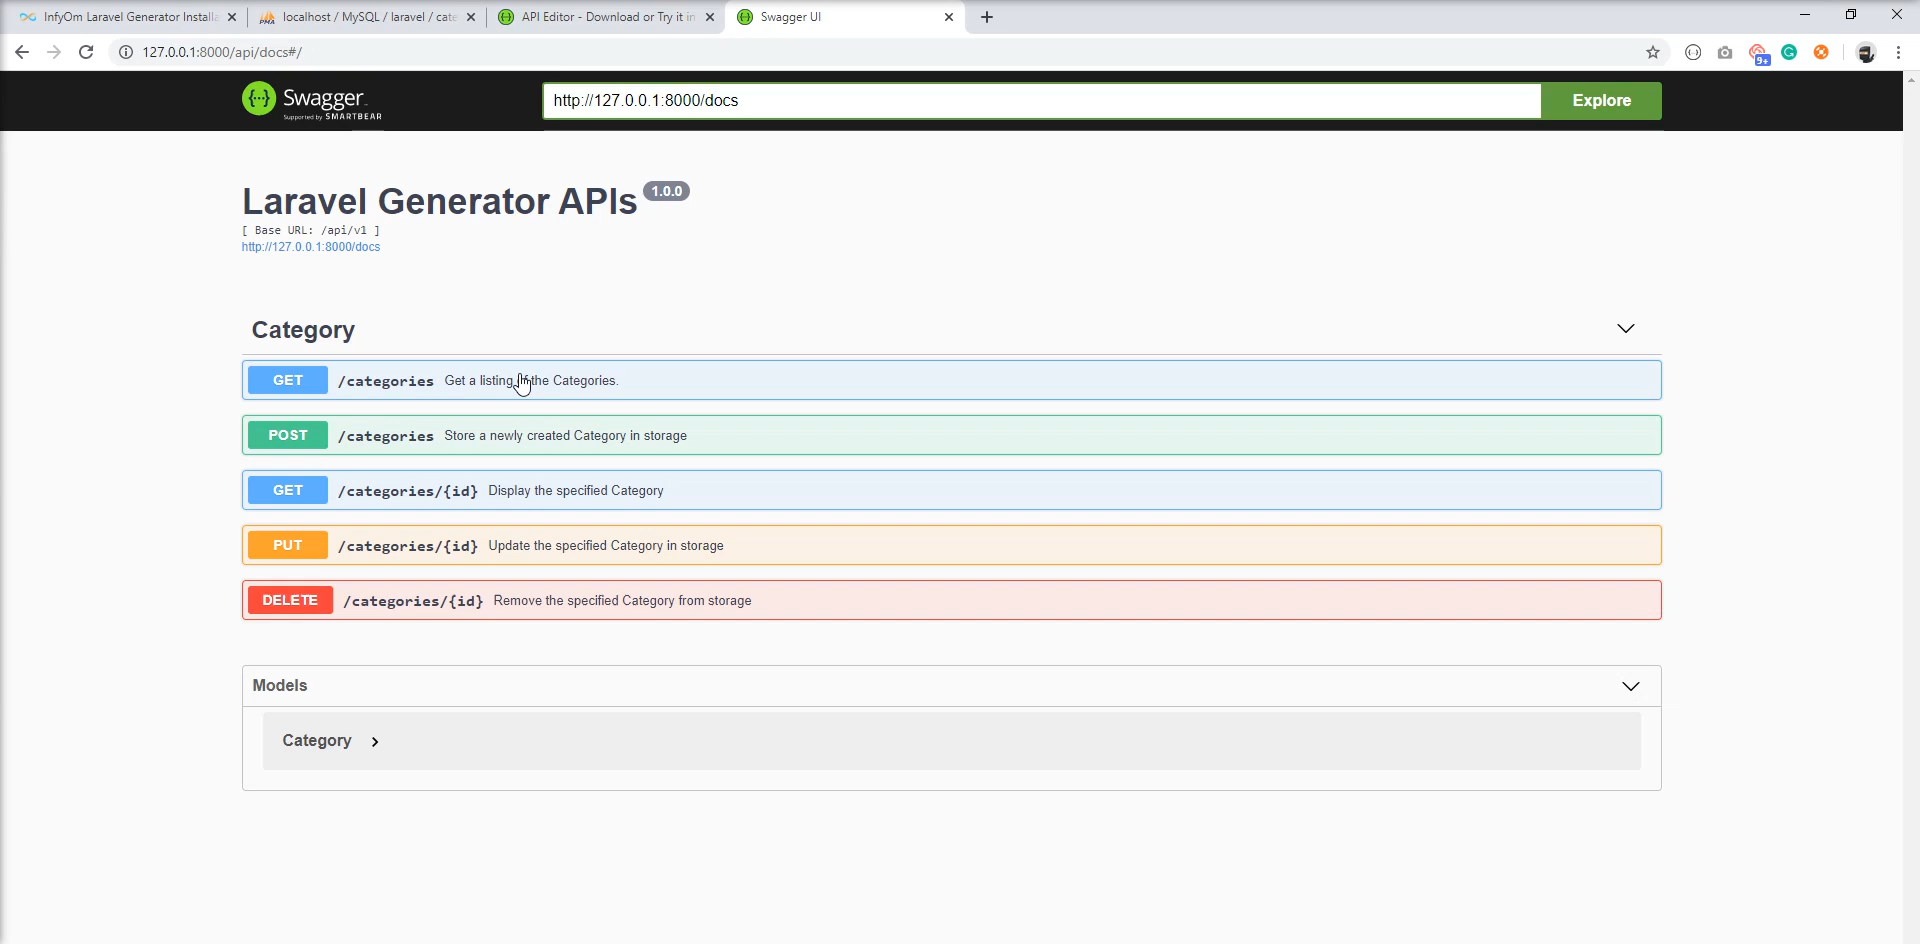 InfyOm Laravel Generator Installa
localhost / MySQL / laravel / cate
API Editor - Download or Try it in
Swagger UI
127.0.0.1:8000/api/docs#/
9+
Swagger
Supported by SMARTBEAR
http://127.0.0.1:8000/docs
Explore
Laravel Generator APIs 1.0.0
[ Base URL: /api/v1 ]
http://127.0.0.1:8000/docs
Category
GET /categories Get a listing of the Categories.
POST /categories Store a newly created Category in storage
GET /categories/{id} Display the specified Category
PUT /categories/{id} Update the specified Category in storage
DELETE /categories/{id} Remove the specified Category from storage
Models
Category